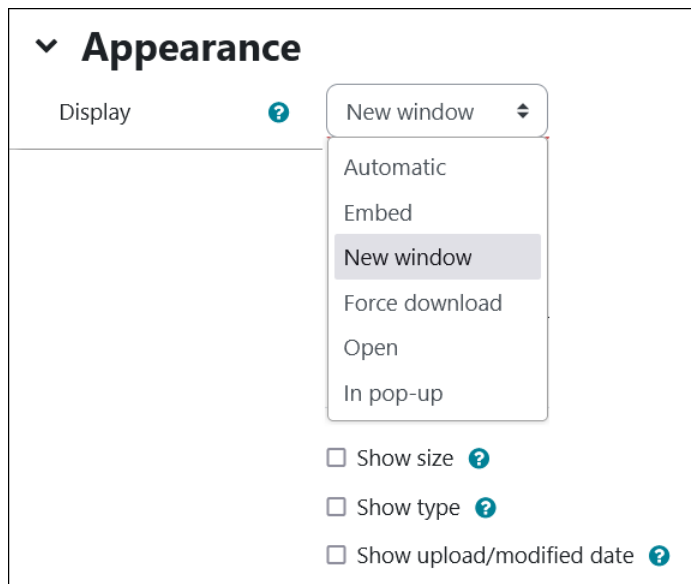 Appearance
Display
New window
Automatic
Embed
New window
Force download
Open
In pop-up
Show size
Show type
Show upload/modified date